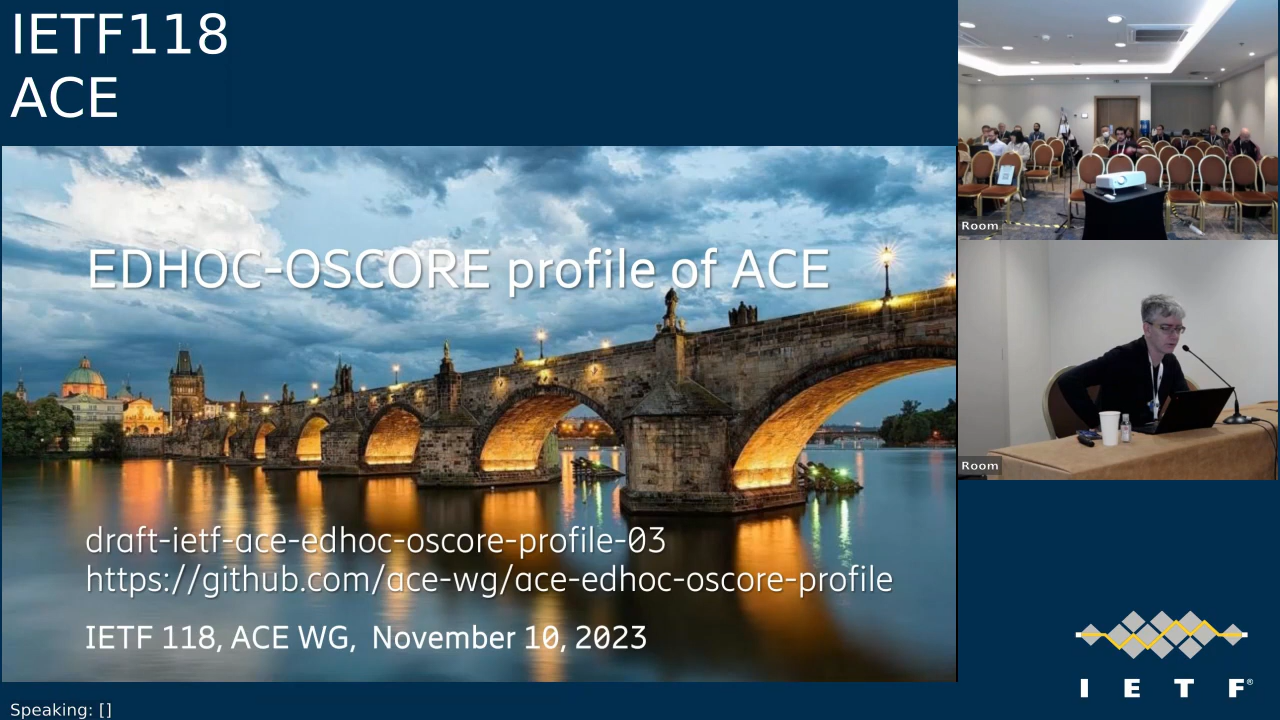 IETF118
ACE
EDHOC-OSCORE profile of ACE
draft-ietf-ace-edhoc-oscore-profile-03
https://github.com/ace-wg/ace-edhoc-oscore-profile
IETF 118, ACE WG, November 10, 2023
Room
Room
I E T F®
Speaking: []